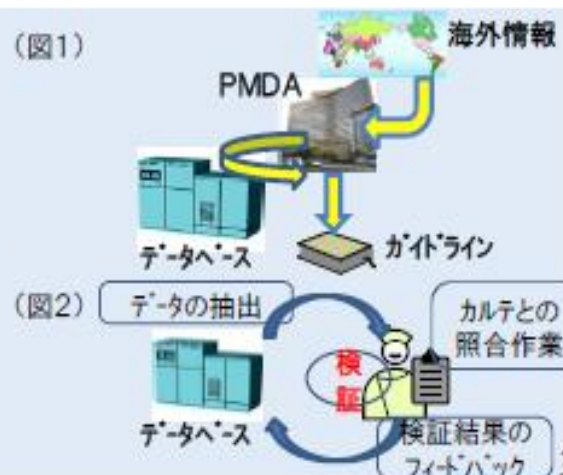 (図1)
海外情報
PMDA
データベース
ガイドライン
(図2)
データの抽出
カルテとの
照合作業
検
証
データベース
検証結果の
フィードバック